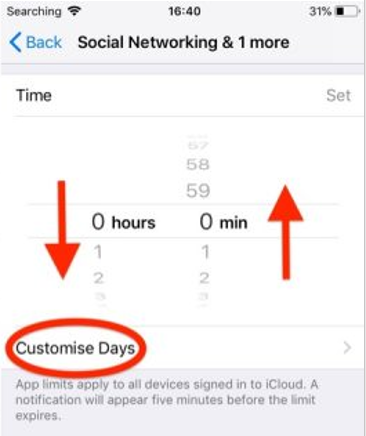 Searching 16:40 31%
Back Social Networking & 1 more
Time Set
57
58
59
0 hours 0 min
1 1
2 2
3 3
Customise Days
App limits apply to all devices signed in to iCloud. A
notification will appear five minutes before the limit
expires.